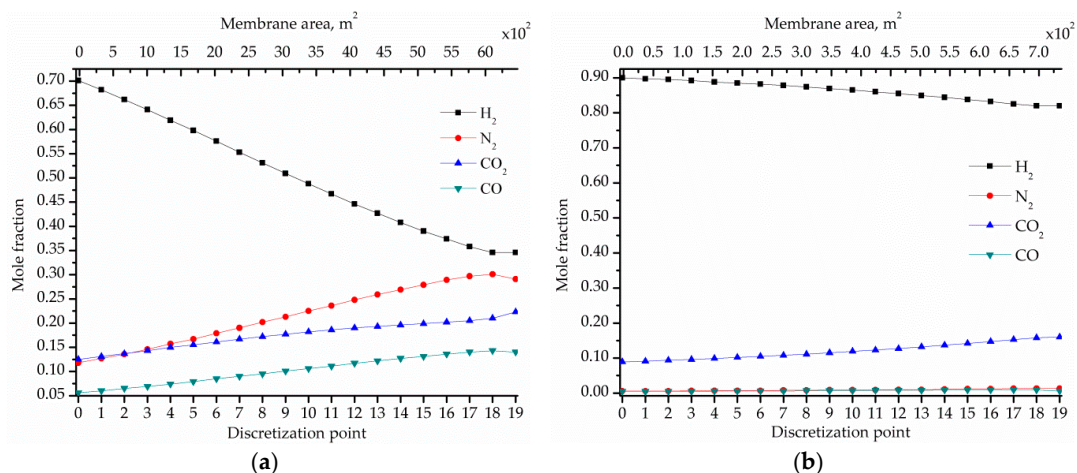 Membrane area, m²
0 5 10 15 20 25 30 35 40 45 50 55 60 ×10²
0.70
0.65
0.60
0.55
0.50
0.45
0.40
0.35
0.30
0.25
0.20
0.15
0.10
0.05
Mole fraction
H₂
N₂
CO₂
CO
0 1 2 3 4 5 6 7 8 9 10 11 12 13 14 15 16 17 18 19
Discretization point
(a)
Membrane area, m²
0.0 0.5 1.0 1.5 2.0 2.5 3.0 3.5 4.0 4.5 5.0 5.5 6.0 6.5 7.0 ×10²
0.90
0.80
0.70
0.60
0.50
0.40
0.30
0.20
0.10
0.00
Mole fraction
H₂
N₂
CO₂
CO
0 1 2 3 4 5 6 7 8 9 10 11 12 13 14 15 16 17 18 19
Discretization point
(b)